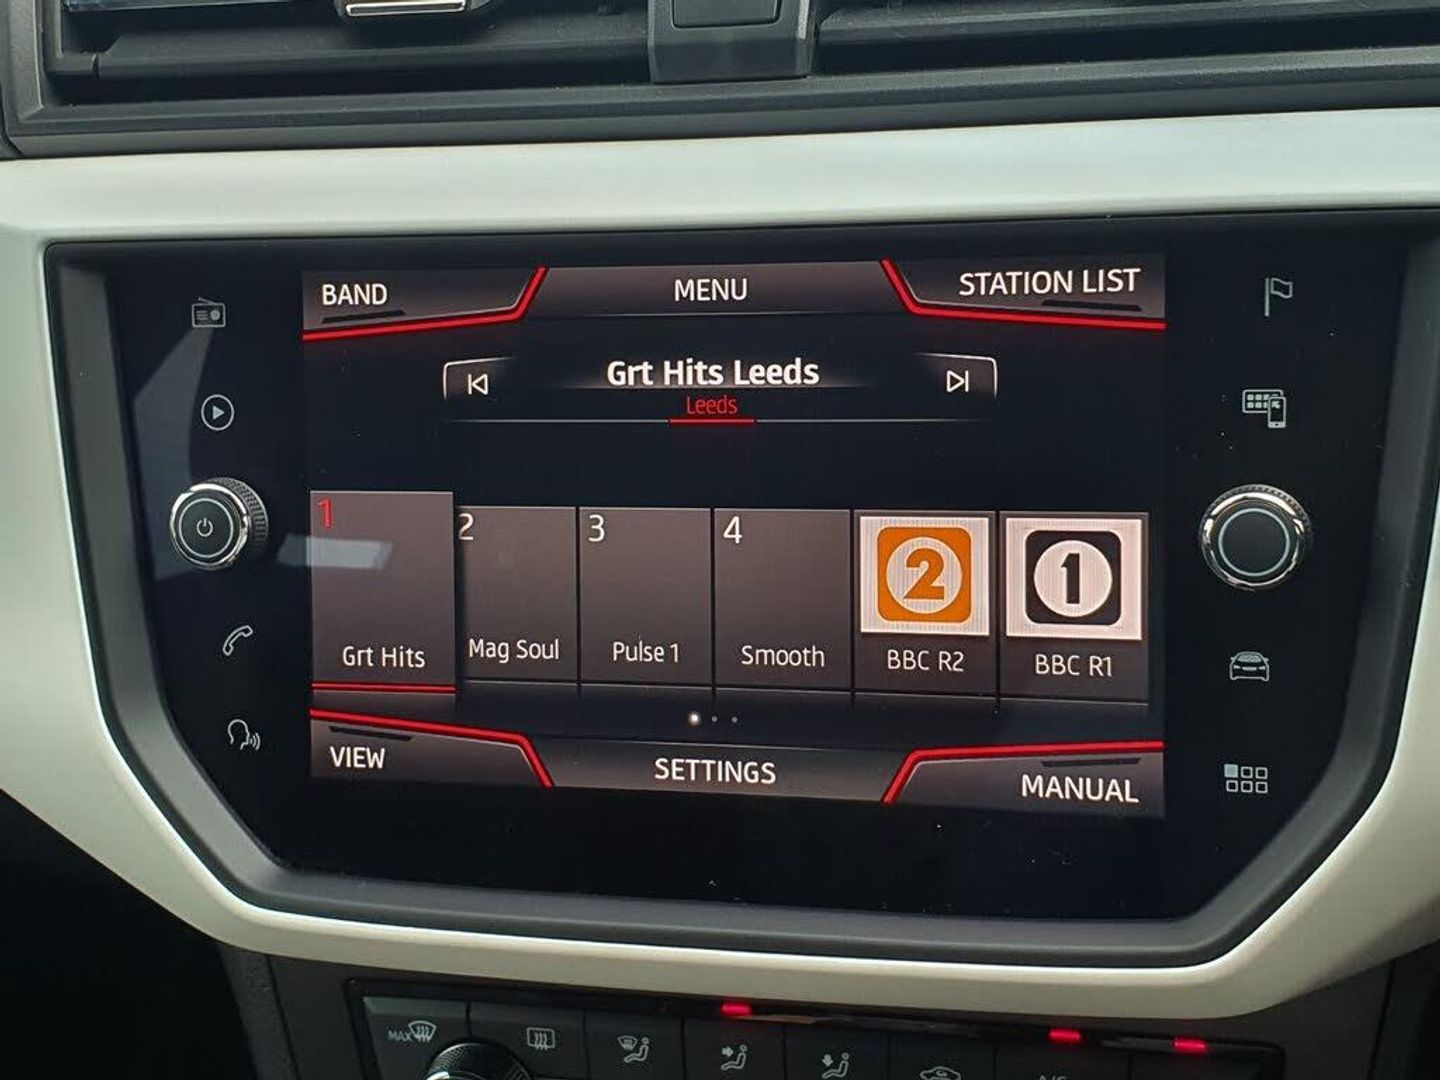 BAND
MENU
STATION LIST
Grt Hits Leeds
Leeds
1
2
3
4
2
1
Grt Hits
Mag Soul
Pulse 1
Smooth
BBC R2
BBC R1
VIEW
SETTINGS
MANUAL
MAX